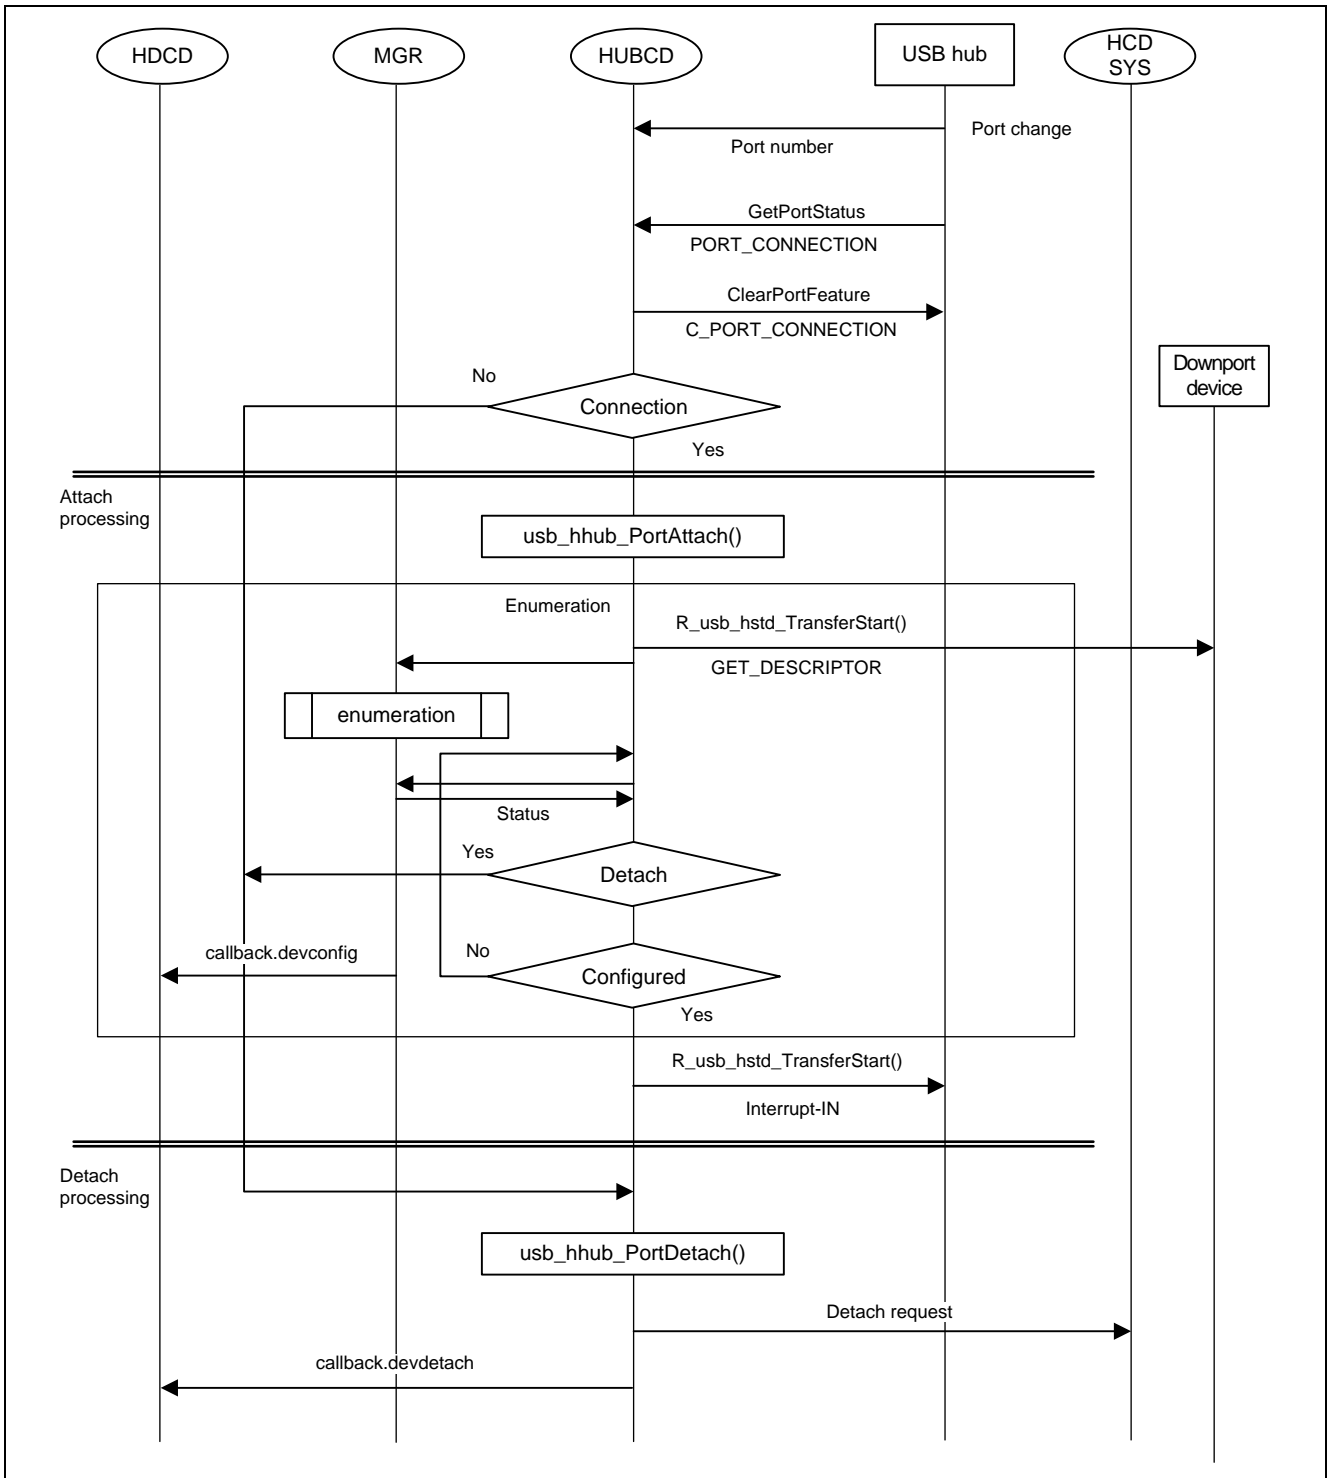 HDCD
MGR
HUBCD
USB hub
HCD
SYS
Port change
Port number
GetPortStatus
PORT_CONNECTION
ClearPortFeature
C_PORT_CONNECTION
Downport
device
No
Connection
Yes
Attach
processing
usb_hhub_PortAttach()
Enumeration
R_usb_hstd_TransferStart()
GET_DESCRIPTOR
enumeration
Status
Yes
Detach
callback.devconfig
No
Configured
Yes
R_usb_hstd_TransferStart()
Interrupt-IN
Detach
processing
usb_hhub_PortDetach()
Detach request
callback.devdetach